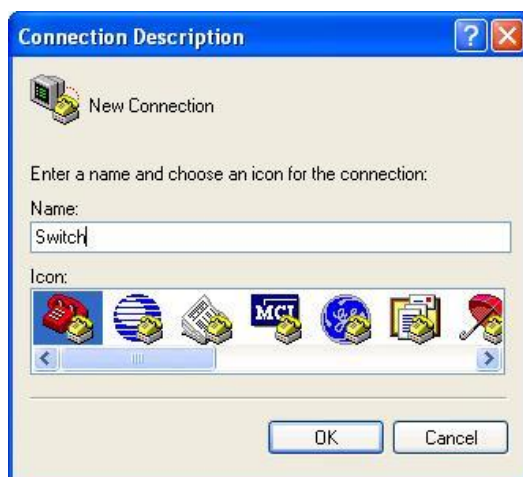 Connection Description
New Connection
Enter a name and choose an icon for the connection:
Name:
Switch
Icon:
MCI
OK
Cancel